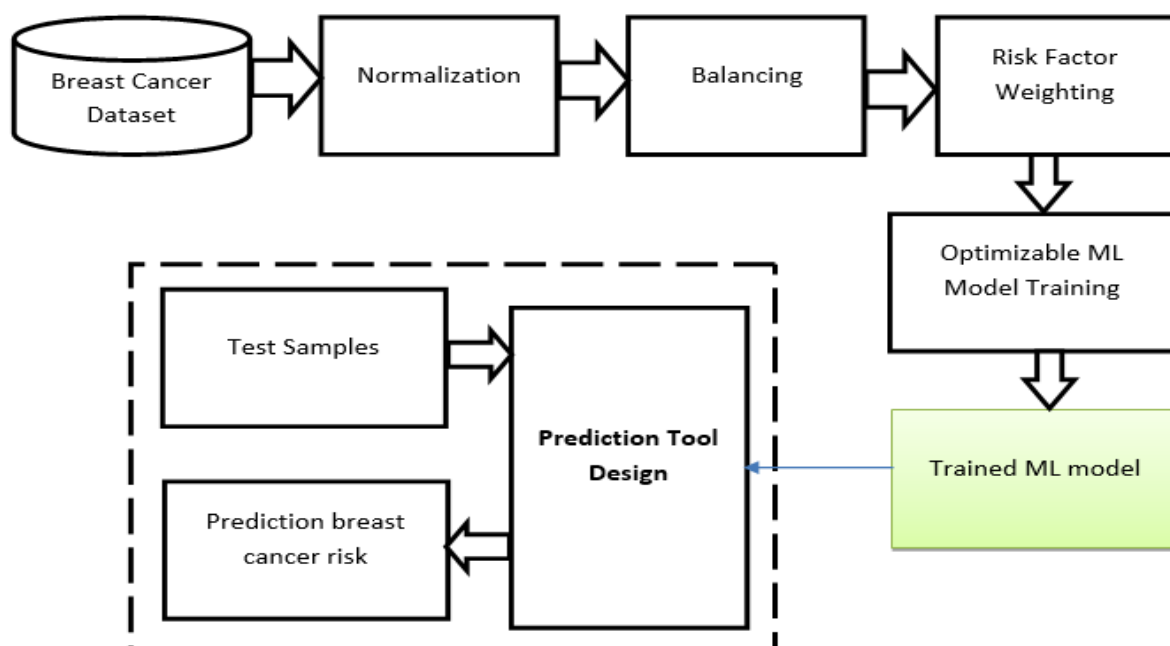 Breast Cancer
Dataset
Normalization
Balancing
Risk Factor
Weighting
Optimizable ML
Model Training
Test Samples
Prediction Tool
Design
Trained ML model
Prediction breast
cancer risk